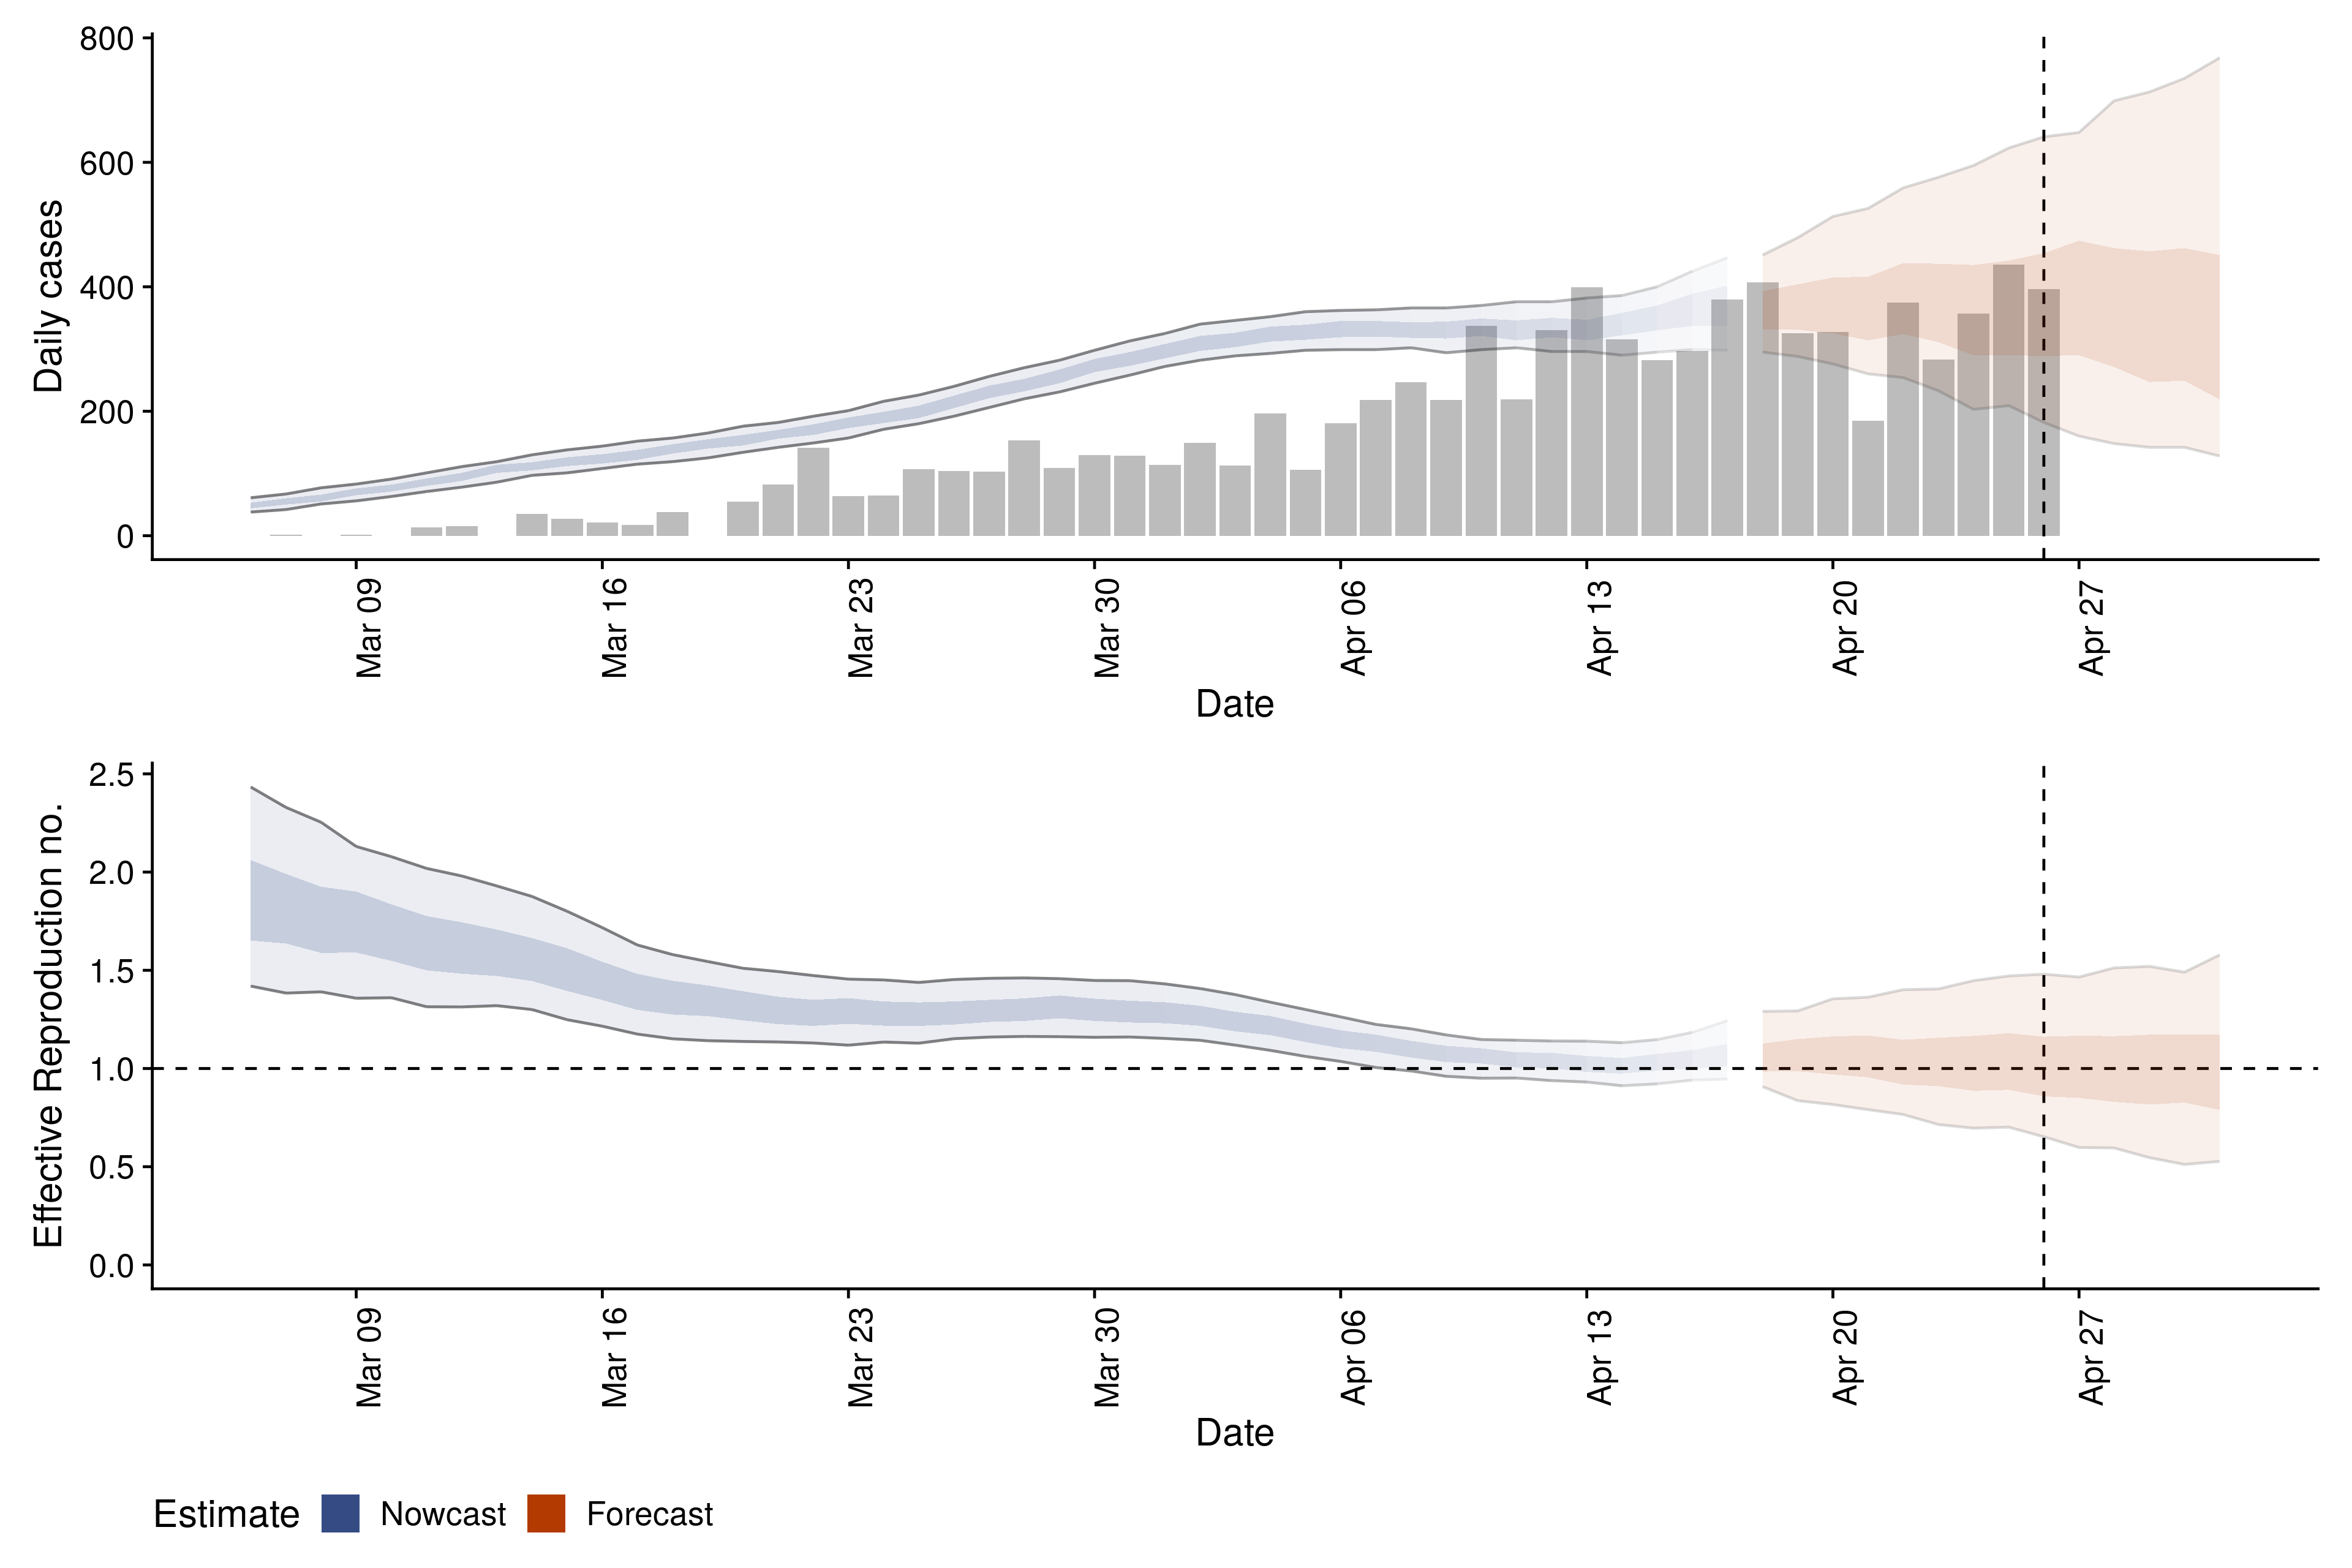 800
600
400
200
0
Daily cases
Mar 09
Mar 16
Mar 23
Mar 30
Apr 06
Apr 13
Apr 20
Apr 27
Date
2.5
2.0
1.5
1.0
0.5
0.0
Effective Reproduction no.
Mar 09
Mar 16
Mar 23
Mar 30
Apr 06
Apr 13
Apr 20
Apr 27
Date
Estimate Nowcast Forecast